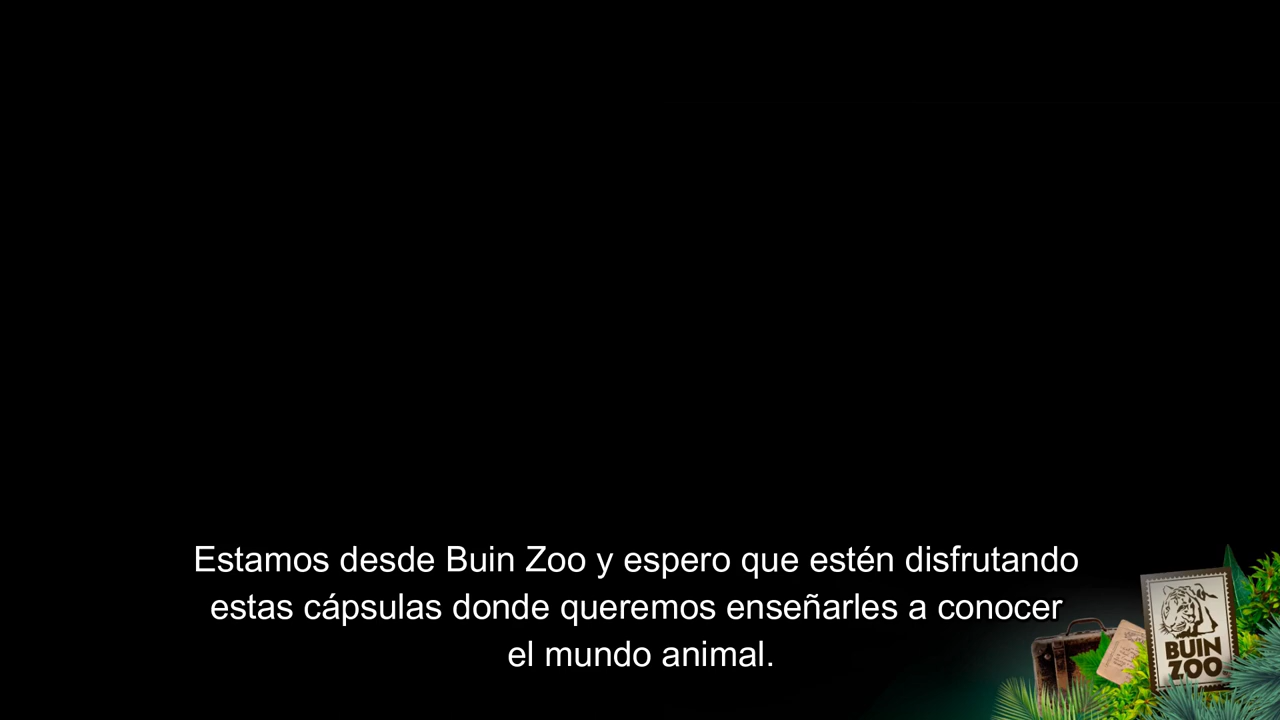 Estamos desde Buin Zoo y espero que estén disfrutando
estas cápsulas donde queremos enseñarles a conocer
el mundo animal.
BUIN
ZOO